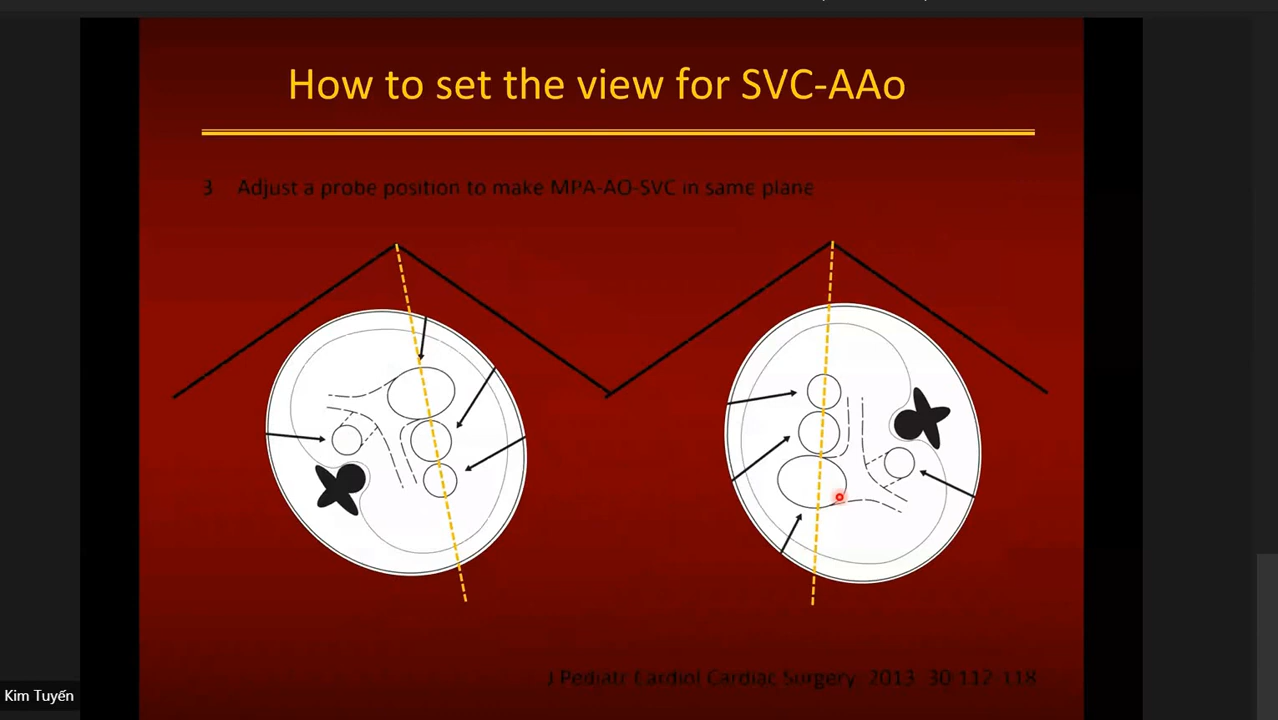 How to set the view for SVC-AAo
3 Adjust a probe position to make MPA-AO-SVC in same plane
J Pediatr Cardiol Cardiac Surgery 2013 30:112-118
Kim Tuyến